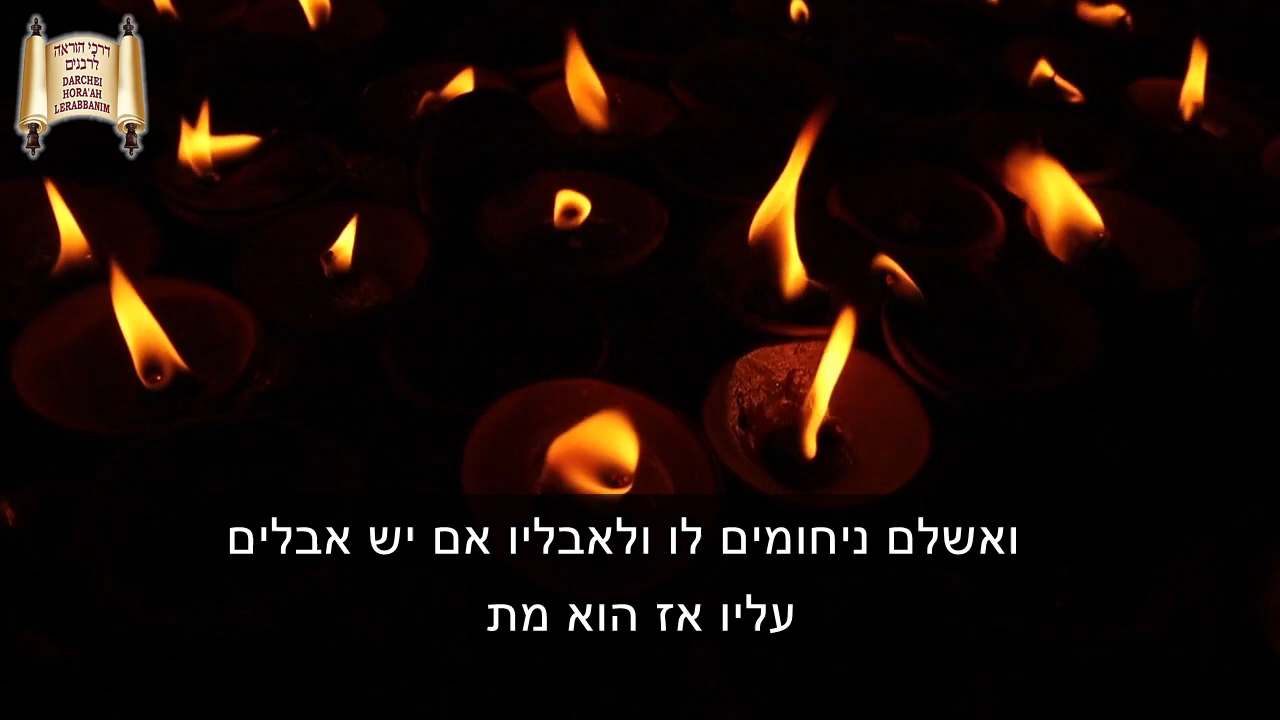 דרכי הוראה
לרבנים
DARCHEI
HORA'AH
LERABBANIM
ואשלם ניחומים לו ולאבליו אם יש אבלים
עליו אז הוא מת